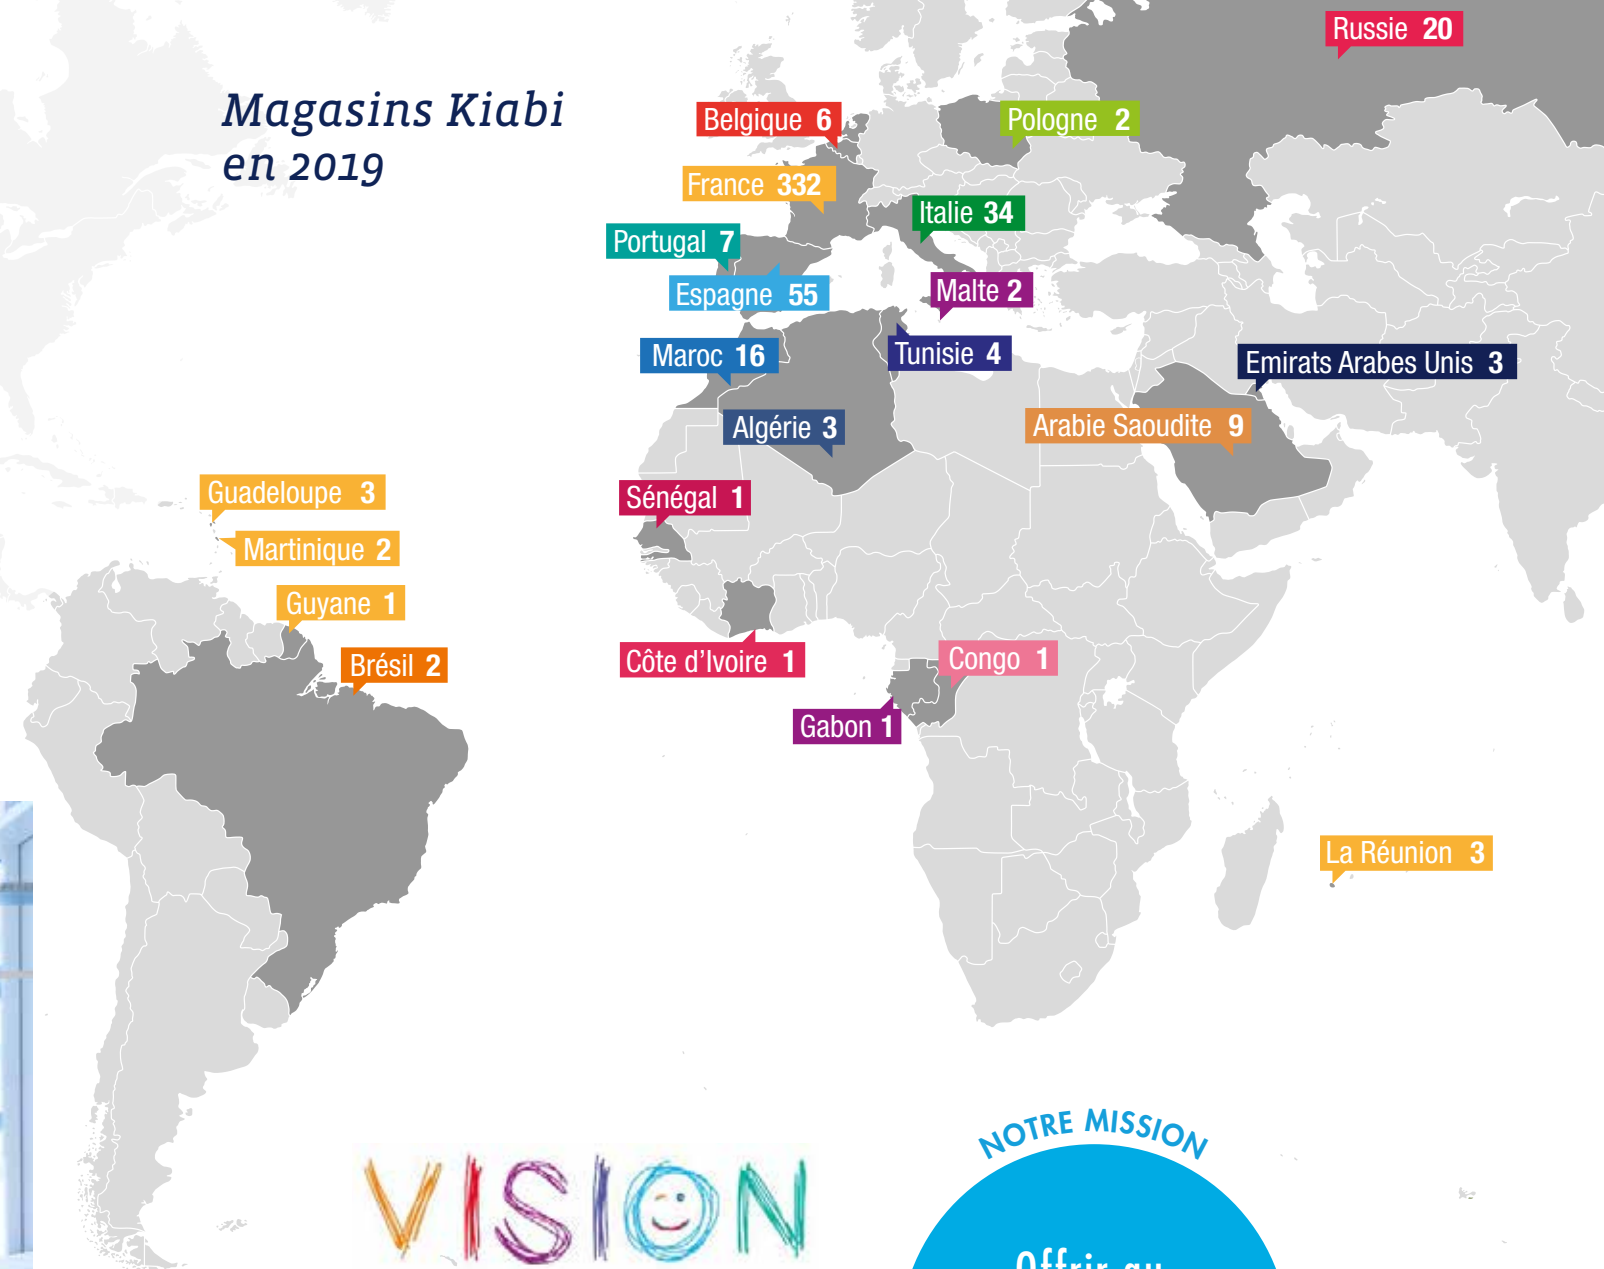 Magasins Kiabi
en 2019
Russie 20
Belgique 6
Pologne 2
France 332
Italie 34
Portugal 7
Espagne 55
Malte 2
Maroc 16
Tunisie 4
Emirats Arabes Unis 3
Algérie 3
Arabie Saoudite 9
Guadeloupe 3
Sénégal 1
Martinique 2
Guyane 1
Brésil 2
Côte d'Ivoire 1
Congo 1
Gabon 1
La Réunion 3
NOTRE MISSION
VISION
Offrir au